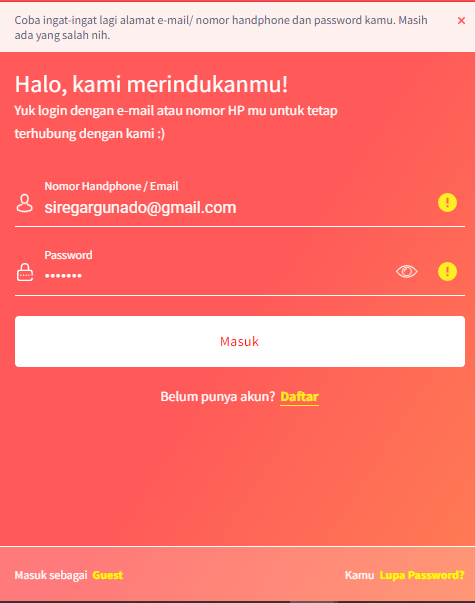 Coba ingat-ingat lagi alamat e-mail/ nomor handphone dan password kamu. Masih
ada yang salah nih.
Halo, kami merindukanmu!
Yuk login dengan e-mail atau nomor HP mu untuk tetap
terhubung dengan kami :)
Nomor Handphone / Email
siregargunado@gmail.com
Password
•••••••
Masuk
Belum punya akun? Daftar
Masuk sebagai Guest
Kamu Lupa Password?